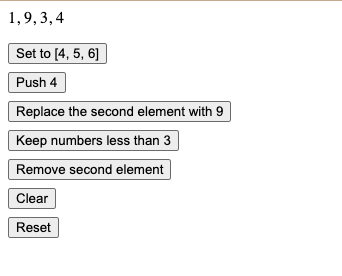 1, 9, 3, 4
Set to [4, 5, 6]
Push 4
Replace the second element with 9
Keep numbers less than 3
Remove second element
Clear
Reset